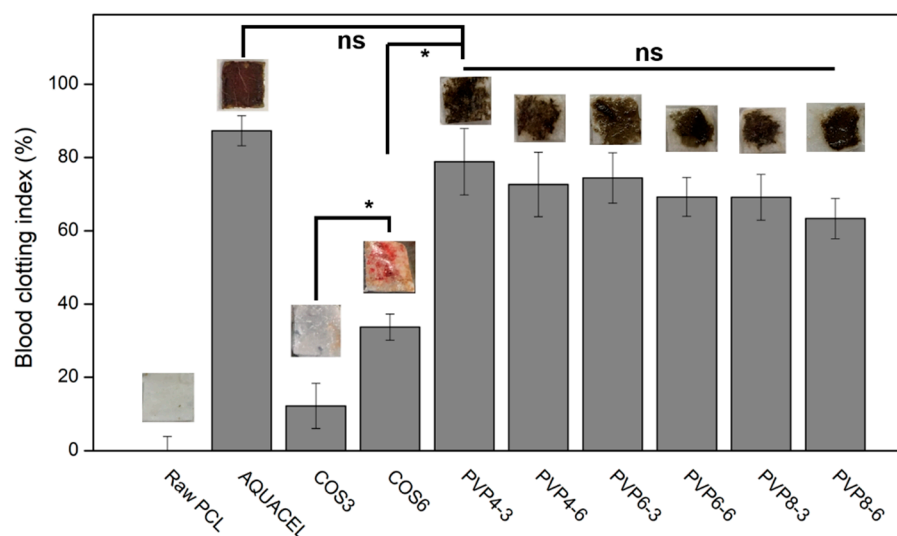 ns
*
ns
*
100
80
60
40
20
0
Blood clotting index (%)
Raw PCL
AQUACEL
COS3
COS6
PVP4-3
PVP4-6
PVP6-3
PVP6-6
PVP8-3
PVP8-6